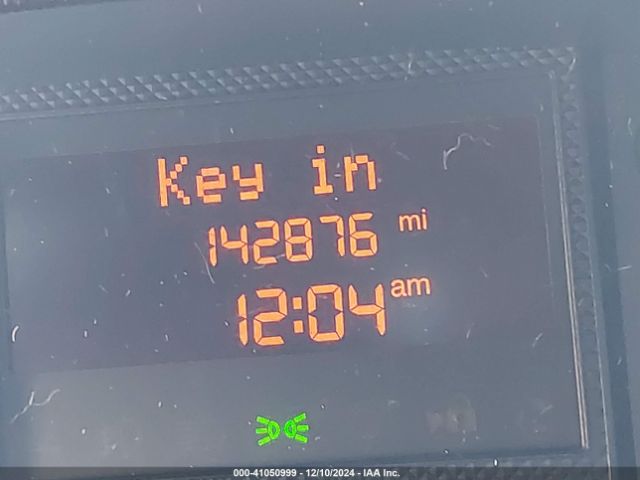 Key in
142876 mi
12:04 am
000-41050999 - 12/10/2024 - IAA Inc.